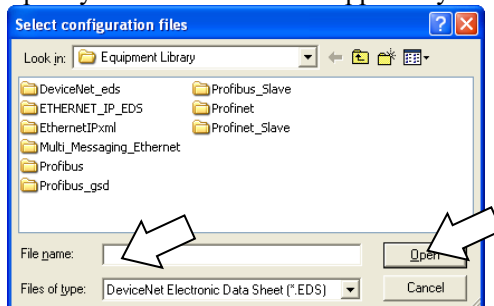 Select configuration files
Look in: Equipment Library
DeviceNet_eds
ETHERNET_IP_EDS
EthernetIPxml
Multi_Messaging_Ethernet
Profibus
Profibus_gsd
Profibus_Slave
Profinet
Profinet_Slave
File name:
Open
Files of type: DeviceNet Electronic Data Sheet (*.EDS)
Cancel